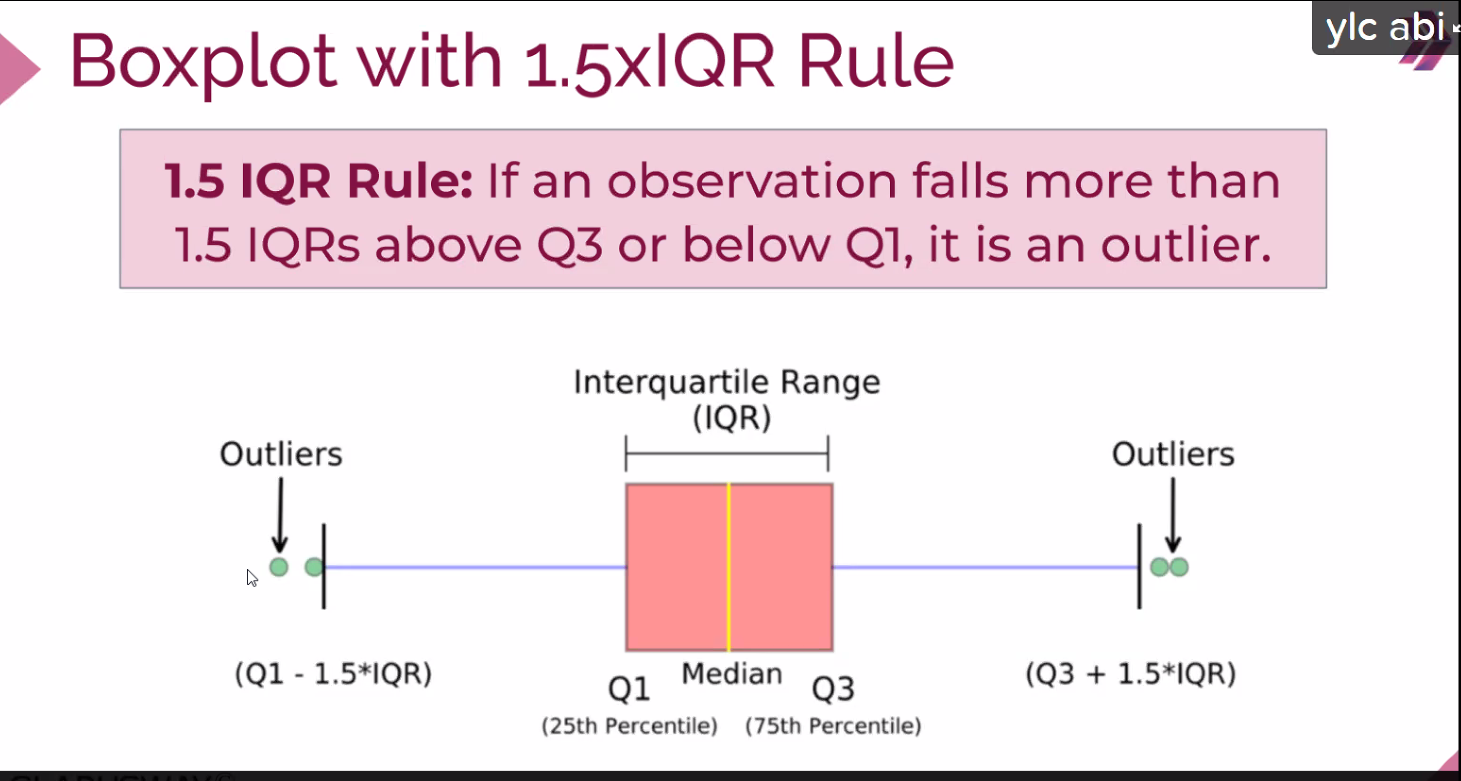 ylc abi
Boxplot with 1.5xIQR Rule
1.5 IQR Rule: If an observation falls more than
1.5 IQRs above Q3 or below Q1, it is an outlier.
Interquartile Range
(IQR)
Outliers
Outliers
(Q1 - 1.5*IQR)
Q1
Median
Q3
(Q3 + 1.5*IQR)
(25th Percentile)
(75th Percentile)